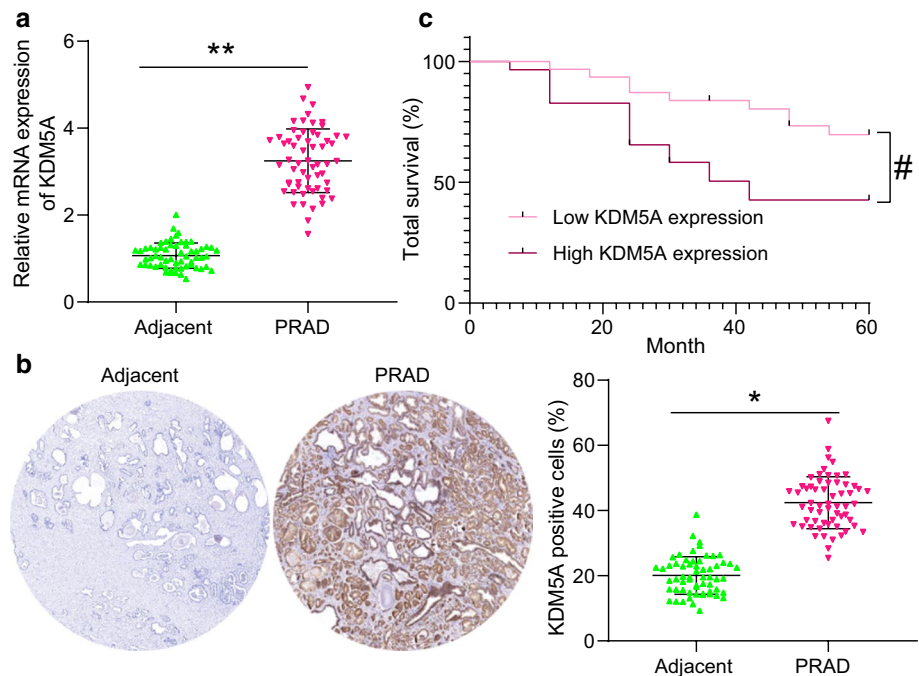 a
Relative mRNA expression
of KDM5A
6
4
2
0
**
Adjacent
PRAD
c
Total survival (%)
100
50
0
20
40
60
Month
Low KDM5A expression
High KDM5A expression
#
b
Adjacent
PRAD
KDM5A positive cells (%)
80
60
40
20
0
*
Adjacent
PRAD